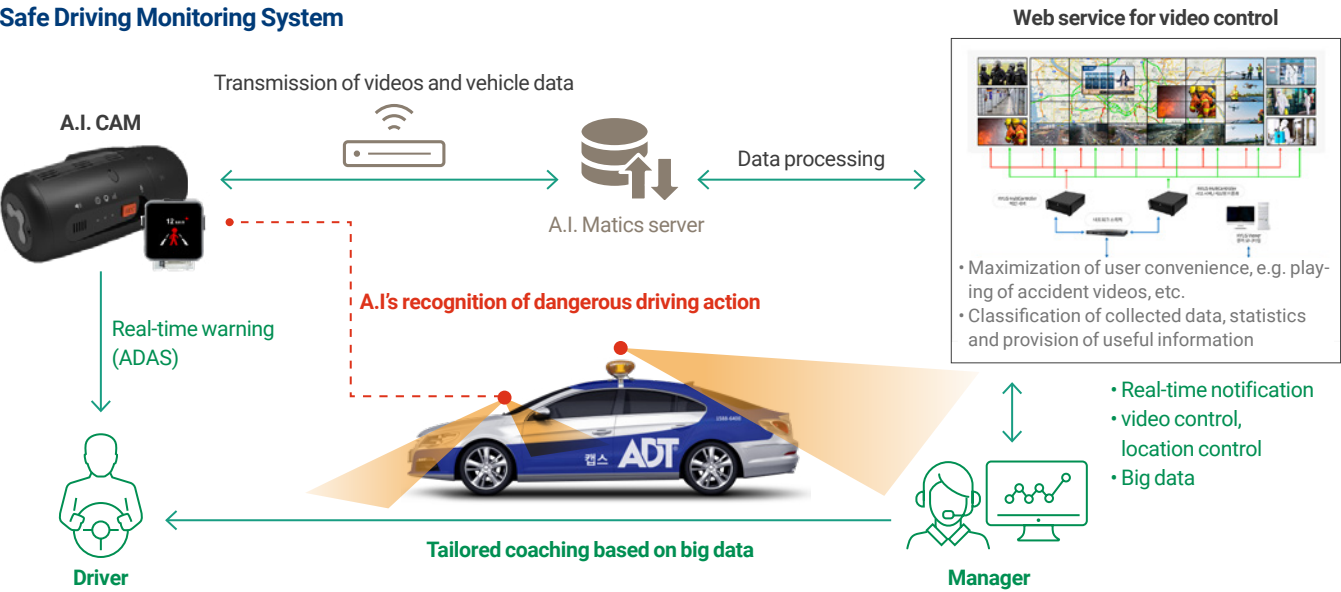 Safe Driving Monitoring System
Web service for video control
Transmission of videos and vehicle data
A.I. CAM
Data processing
A.I. Matics server
12
A.I's recognition of dangerous driving action
• Maximization of user convenience, e.g. play-
ing of accident videos, etc.
• Classification of collected data, statistics
and provision of useful information
Real-time warning
(ADAS)
• Real-time notification
• video control,
location control
• Big data
캡스 ADT
Tailored coaching based on big data
Driver
Manager